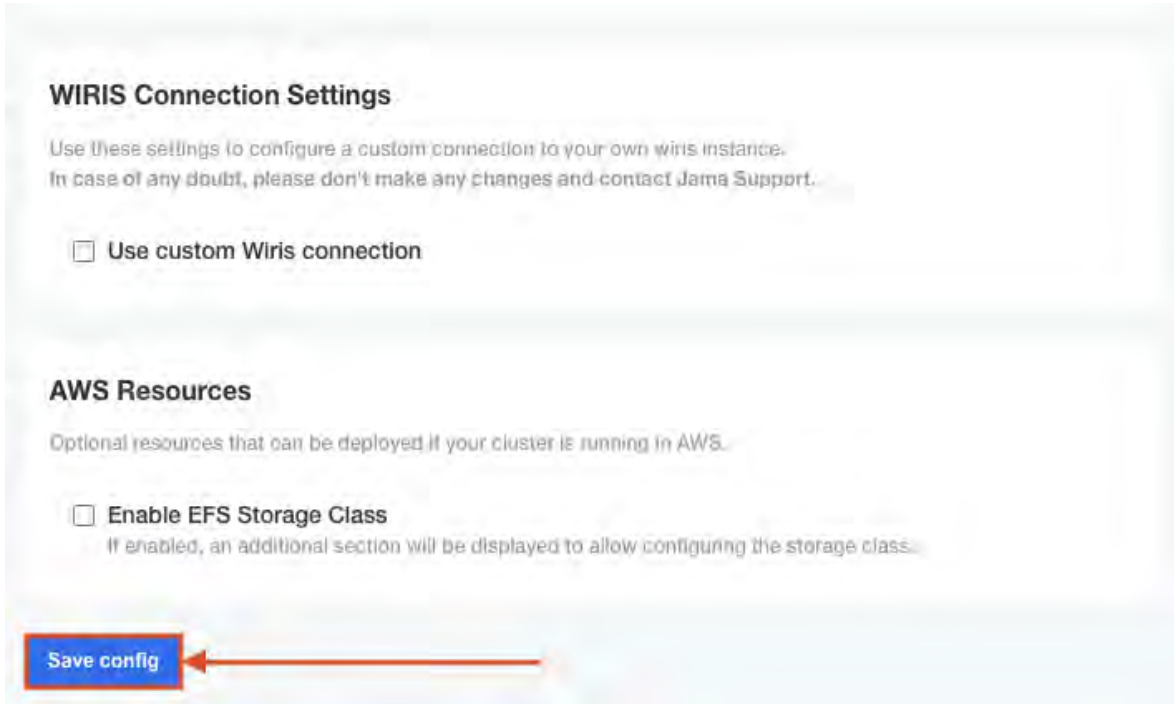 WIRIS Connection Settings
Use these settings to configure a custom connection to your own wiris instance.
In case of any doubt, please don't make any changes and contact Jama Support.
Use custom Wiris connection
AWS Resources
Optional resources that can be deployed if your cluster is running in AWS.
Enable EFS Storage Class
If enabled, an additional section will be displayed to allow configuring the storage class.
Save config